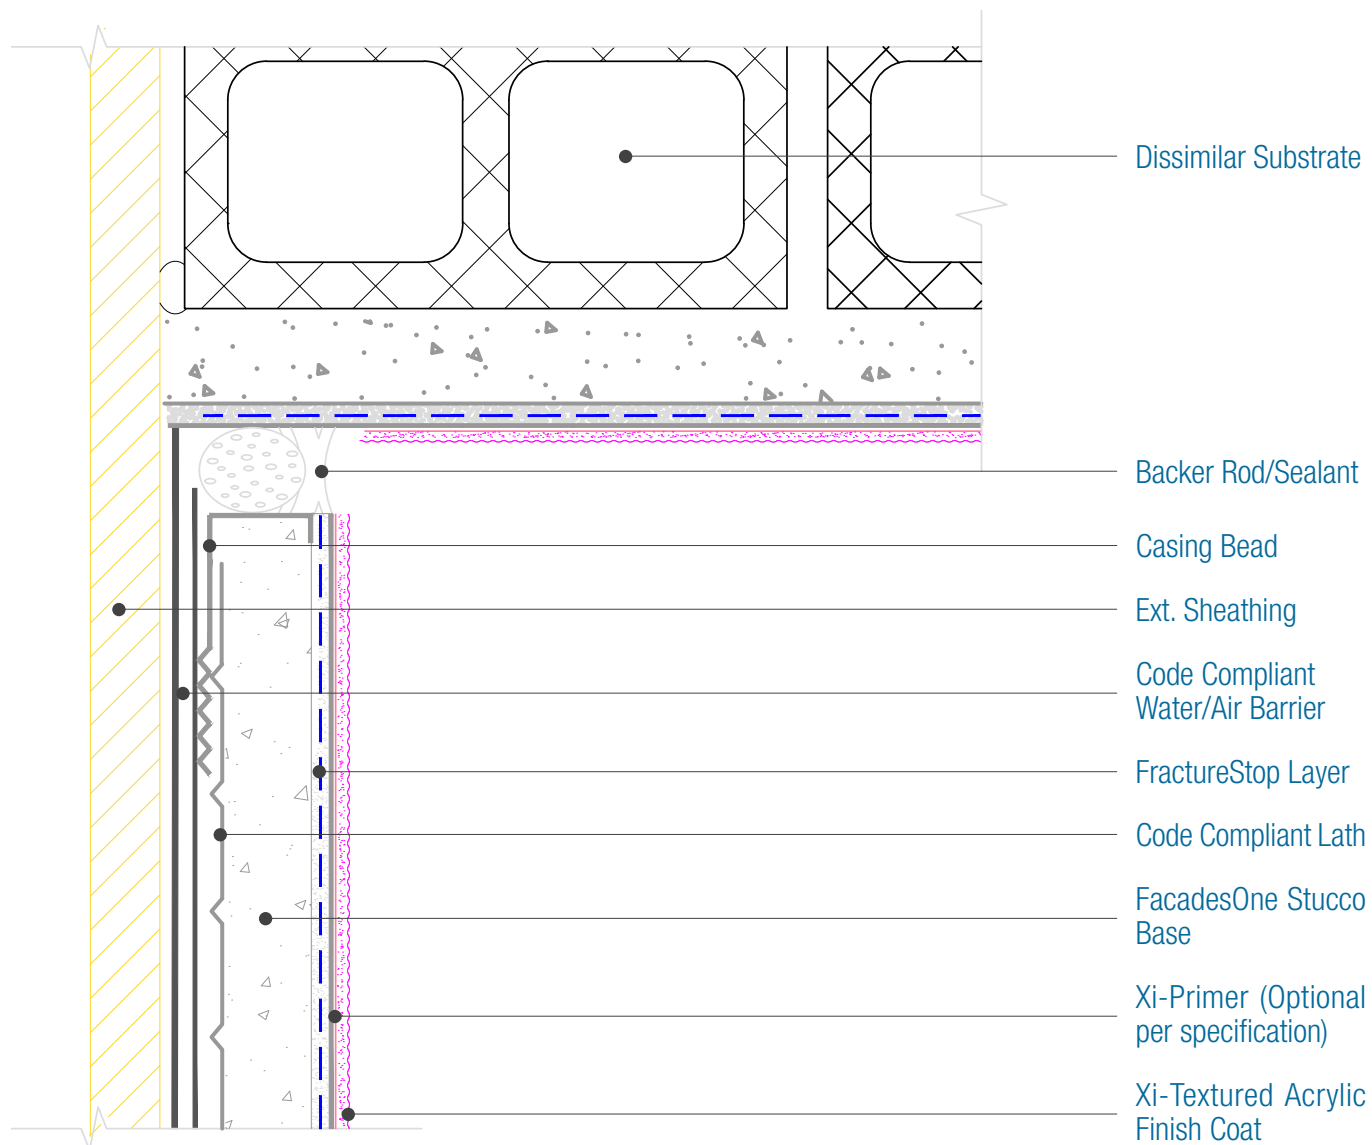 Dissimilar Substrate
Backer Rod/Sealant
Casing Bead
Ext. Sheathing
Code Compliant
Water/Air Barrier
FractureStop Layer
Code Compliant Lath
FacadesOne Stucco
Base
Xi-Primer (Optional
per specification)
Xi-Textured Acrylic
Finish Coat